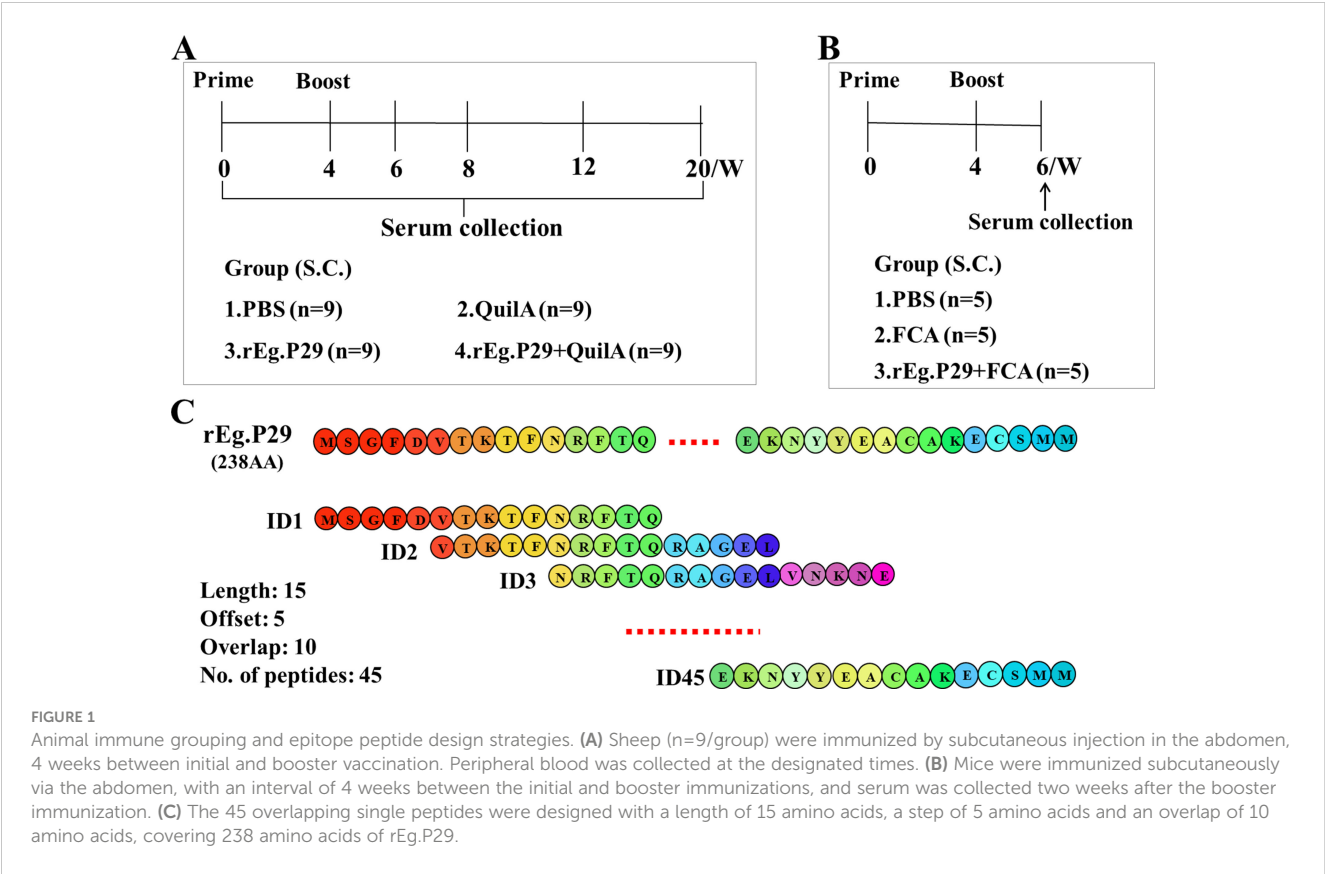 A
Prime Boost
0 4 6 8 12 20/W
Serum collection
Group (S.C.)
1.PBS (n=9) 2.QuilA (n=9)
3.rEg.P29 (n=9) 4.rEg.P29+QuilA (n=9)
B
Prime Boost
0 4 6/W
Serum collection
Group (S.C.)
1.PBS (n=5)
2.FCA (n=5)
3.rEg.P29+FCA (n=5)
C
rEg.P29 M S G F D V T K T F N R F T Q E K N Y Y E A C A K E C S M M
(238AA)
ID1 M S G F D V T K T F N R F T Q
ID2 V T K T F N R F T Q R A G E L
ID3 N R F T Q R A G E L V N K N E
Length: 15
Offset: 5
Overlap: 10
No. of peptides: 45
ID45 E K N Y Y E A C A K E C S M M
FIGURE 1
Animal immune grouping and epitope peptide design strategies. (A) Sheep (n=9/group) were immunized by subcutaneous injection in the abdomen,
4 weeks between initial and booster vaccination. Peripheral blood was collected at the designated times. (B) Mice were immunized subcutaneously
via the abdomen, with an interval of 4 weeks between the initial and booster immunizations, and serum was collected two weeks after the booster
immunization. (C) The 45 overlapping single peptides were designed with a length of 15 amino acids, a step of 5 amino acids and an overlap of 10
amino acids, covering 238 amino acids of rEg.P29.